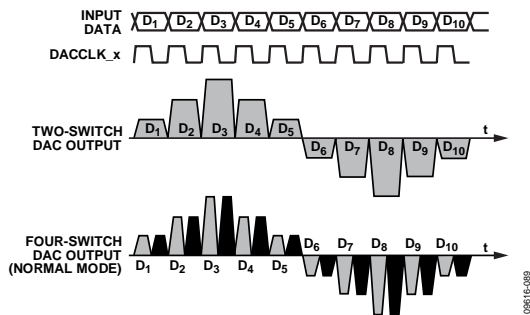 INPUT
DATA
D1 D2 D3 D4 D5 D6 D7 D8 D9 D10
DACCLK_x
TWO-SWITCH
DAC OUTPUT
D1 D2 D3 D4 D5
t
D6 D7 D8 D9 D10
FOUR-SWITCH
DAC OUTPUT
(NORMAL MODE)
D6 D7 D8 D9 D10
t
D1 D2 D3 D4 D5
09616-089